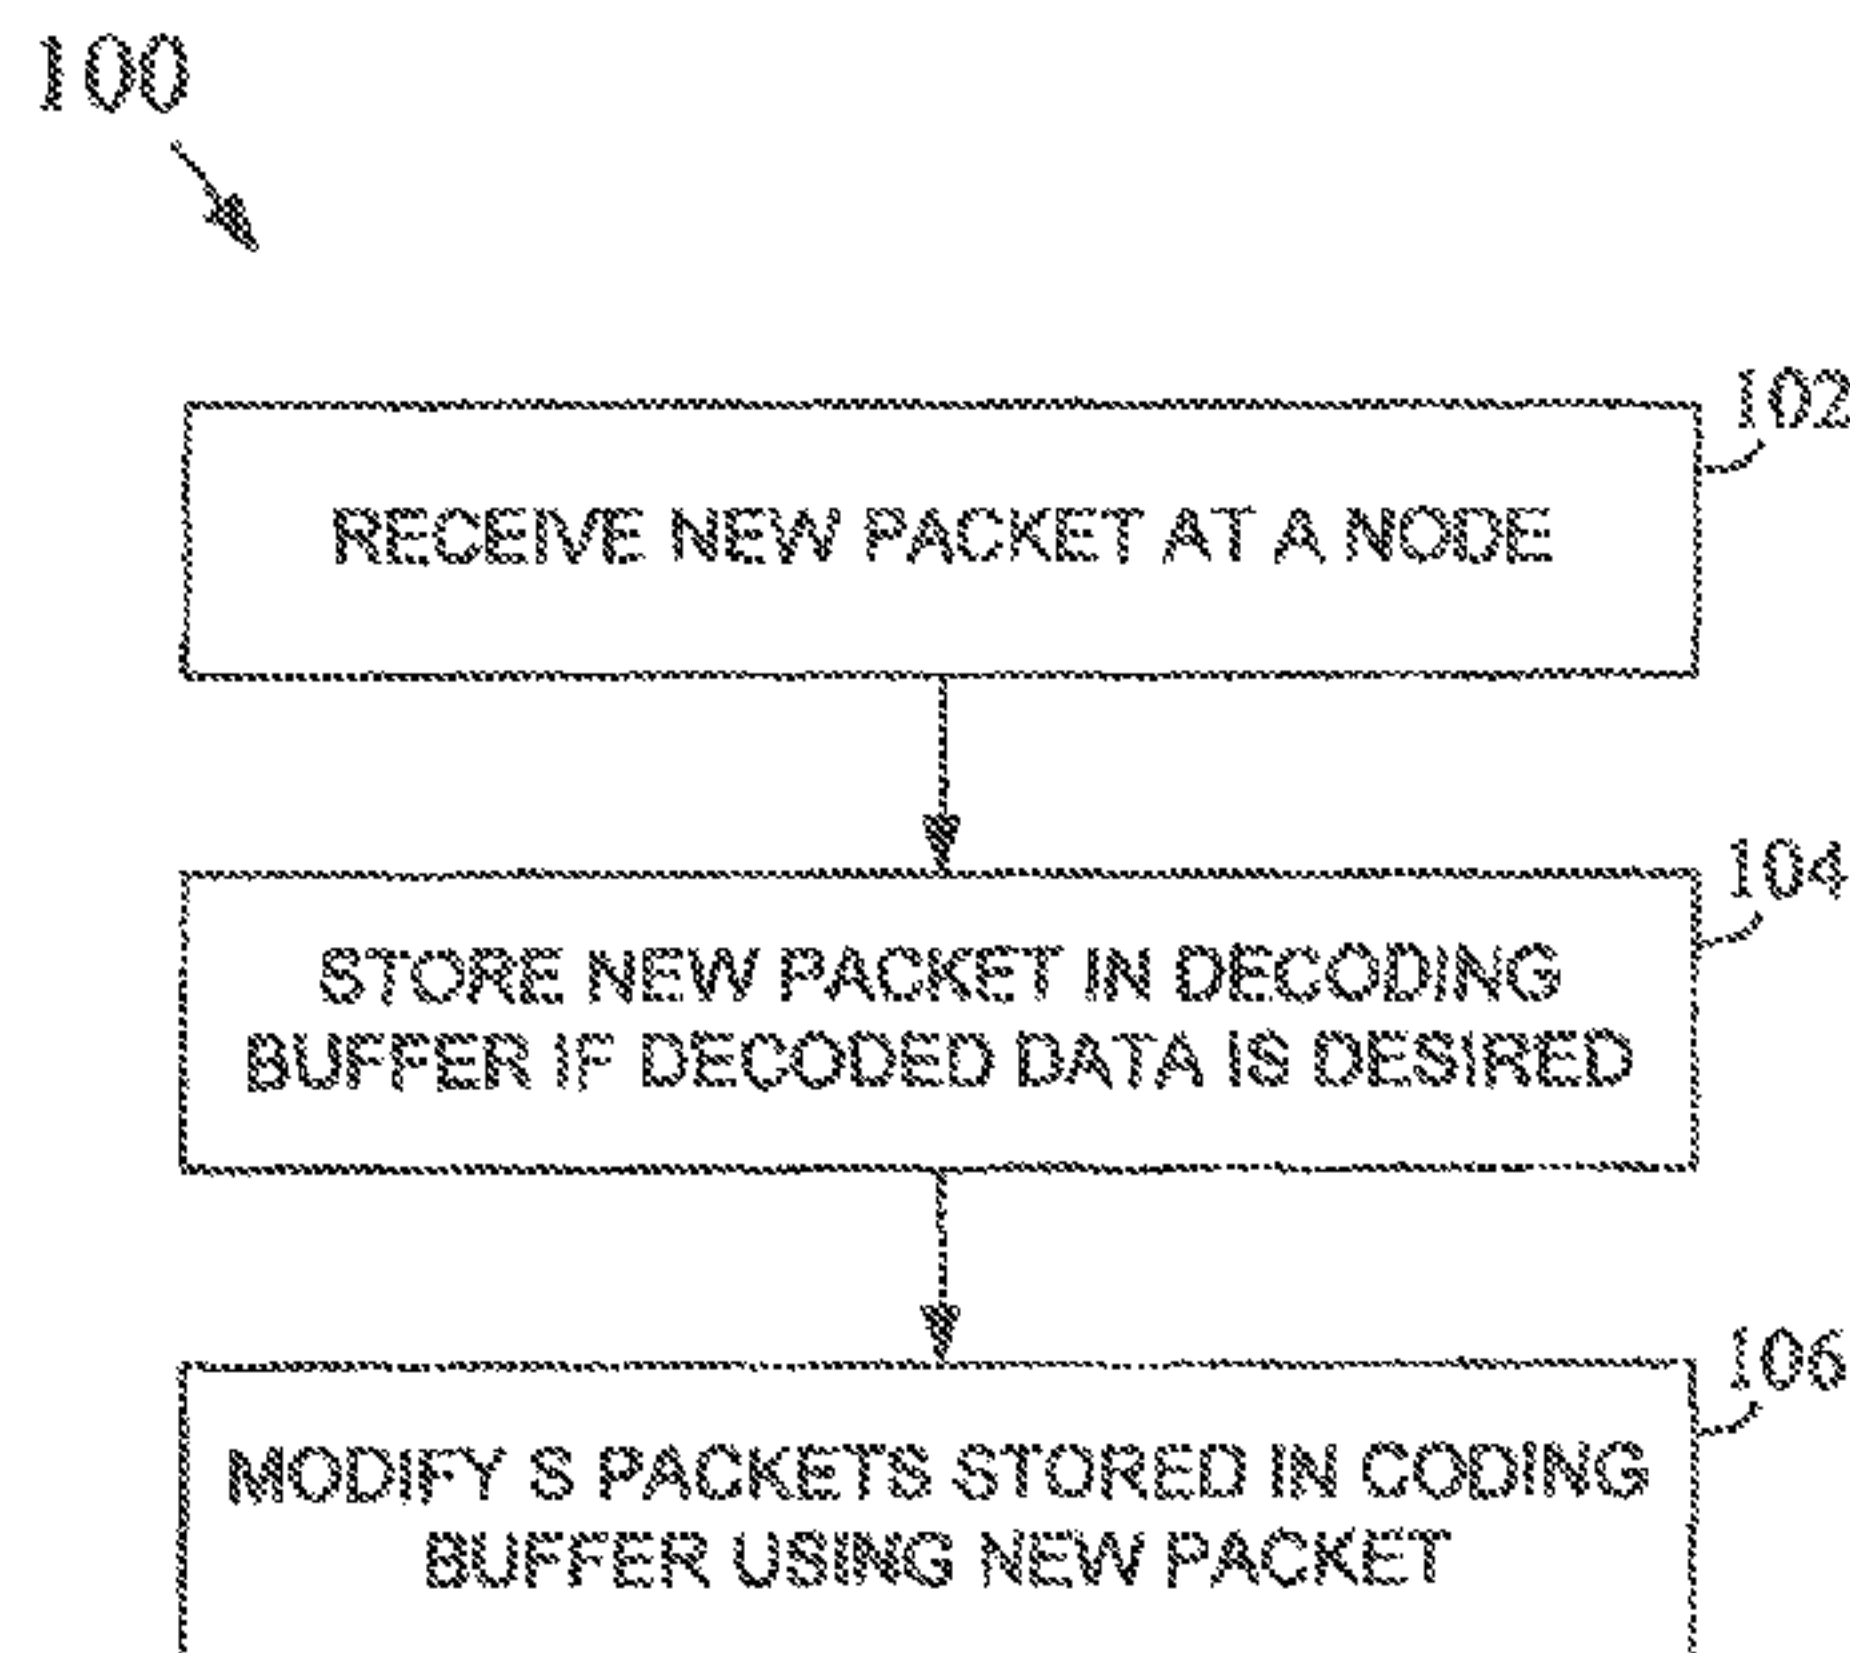 100
102
RECEIVE NEW PACKET AT A NODE
104
STORE NEW PACKET IN DECODING
BUFFER IF DECODED DATA IS DESIRED
106
MODIFY S PACKETS STORED IN CODING
BUFFER USING NEW PACKET